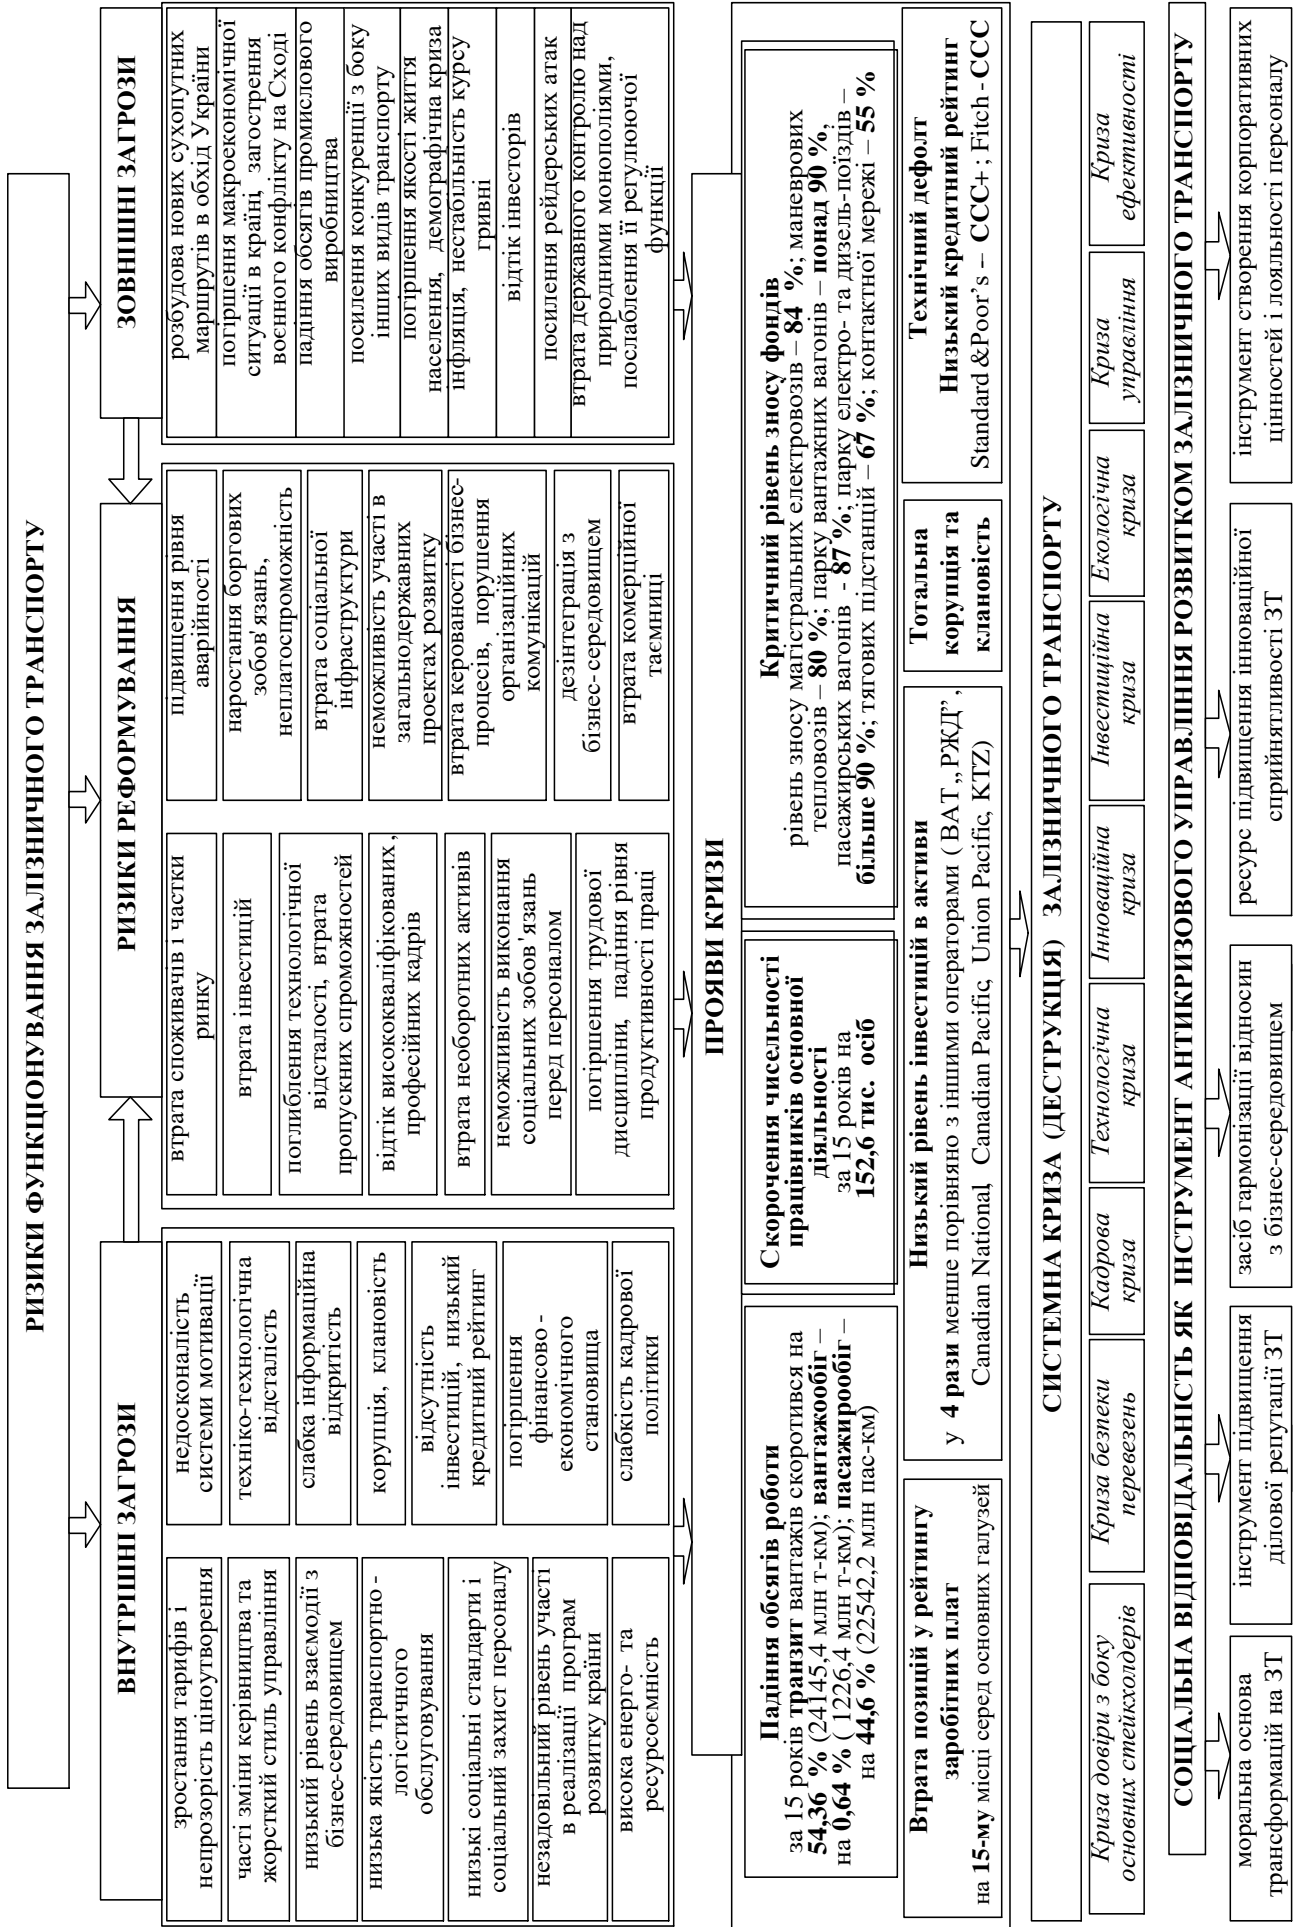 РИЗИКИ ФУНКЦІОНУВАННЯ ЗАЛІЗНИЧНОГО ТРАНСПОРТУ
ВНУТРІШНІ ЗАГРОЗИ
зростання тарифів і
непрозорість ціноутворення
часті зміни керівництва та
жорсткий стиль управління
низький рівень взаємодії з
бізнес-середовищем
низька якість транспортно-
логістичного
обслуговування
низькі соціальні стандарти і
соціальний захист персоналу
незадовільний рівень участі
в реалізації програм
розвитку країни
висока енерго- та
ресурсоємність
недосконалість
системи мотивації
техніко-технологічна
відсталість
слабка інформаційна
відкритість
корупція, клановість
відсутність
інвестицій, низький
кредитний рейтинг
погіршення
фінансово-
економічного
становища
слабкість кадрової
політики
РИЗИКИ РЕФОРМУВАННЯ
втрата споживачів і частки
ринку
втрата інвестицій
поглиблення технологічної
відсталості, втрата
пропускних спроможностей
відтік висококваліфікованих,
професійних кадрів
втрата необоротних активів
неможливість виконання
соціальних зобов'язань
перед персоналом
погіршення трудової
дисципліни, падіння рівня
продуктивності праці
підвищення рівня
аварійності
наростання боргових
зобов'язань,
неплатоспроможність
втрата соціальної
інфраструктури
неможливість участі в
загальнодержавних
проектах розвитку
втрата керованості бізнес-
процесів, порушення
організаційних
комунікацій
дезінтеграція з
бізнес-середовищем
втрата комерційної
таємниці
ЗОВНІШНІ ЗАГРОЗИ
розбудова нових сухопутних
маршрутів в обхід України
погіршення макроекономічної
ситуації в країні, загострення
воєнного конфлікту на Сході
падіння обсягів промислового
виробництва
посилення конкуренції з боку
інших видів транспорту
погіршення якості життя
населення, демографічна криза
інфляція, нестабільність курсу
гривні
відтік інвесторів
посилення рейдерських атак
втрата державного контролю над
природними монополіями,
послаблення її регулюючої
функції
ПРОЯВИ КРИЗИ
Падіння обсягів роботи
за 15 років транзит вантажів скоротився на
54,36 % (24145,4 млн т-км); вантажообіг –
на 0,64 % ( 1226,4 млн т-км); пасажирообіг –
на 44,6 % (22542,2 млн пас-км)
Скорочення чисельності
працівників основної
діяльності
за 15 років на
152,6 тис. осіб
Критичний рівень зносу фондів
рівень зносу магістральних електровозів – 84 %; маневрових
тепловозів – 80 %; парку вантажних вагонів – понад 90 %,
пасажирських вагонів - 87 %; парку електро- та дизель-поїздів –
більше 90 %; тягових підстанцій – 67 %; контактної мережі – 55 %
Втрата позицій у рейтингу
заробітних плат
на 15-му місці серед основних галузей
Низький рівень інвестицій в активи
у 4 рази менше порівняно з іншими операторами ( ВАТ „РЖД”,
Canadian National, Canadian Pacific, Union Pacific, KTZ)
Тотальна
корупція та
клановість
Технічний дефолт
Низький кредитний рейтинг
Standard &Poor's – CCC+ ; Fitch - CCC
СИСТЕМНА КРИЗА (ДЕСТРУКЦІЯ) ЗАЛІЗНИЧНОГО ТРАНСПОРТУ
Криза довіри з боку
основних стейкхолдерів
Криза безпеки
перевезень
Кадрова
криза
Технологічна
криза
Інноваційна
криза
Інвестиційна
криза
Екологічна
криза
Криза
управління
Криза
ефективності
СОЦІАЛЬНА ВІДПОВІДАЛЬНІСТЬ ЯК ІНСТРУМЕНТ АНТИКРИЗОВОГО УПРАВЛІННЯ РОЗВИТКОМ ЗАЛІЗНИЧНОГО ТРАНСПОРТУ
моральна основа
трансформацій на ЗТ
інструмент підвищення
ділової репутації ЗТ
засіб гармонізації відносин
з бізнес-середовищем
ресурс підвищення інноваційної
сприйнятливості ЗТ
інструмент створення корпоративних
цінностей і лояльності персоналу